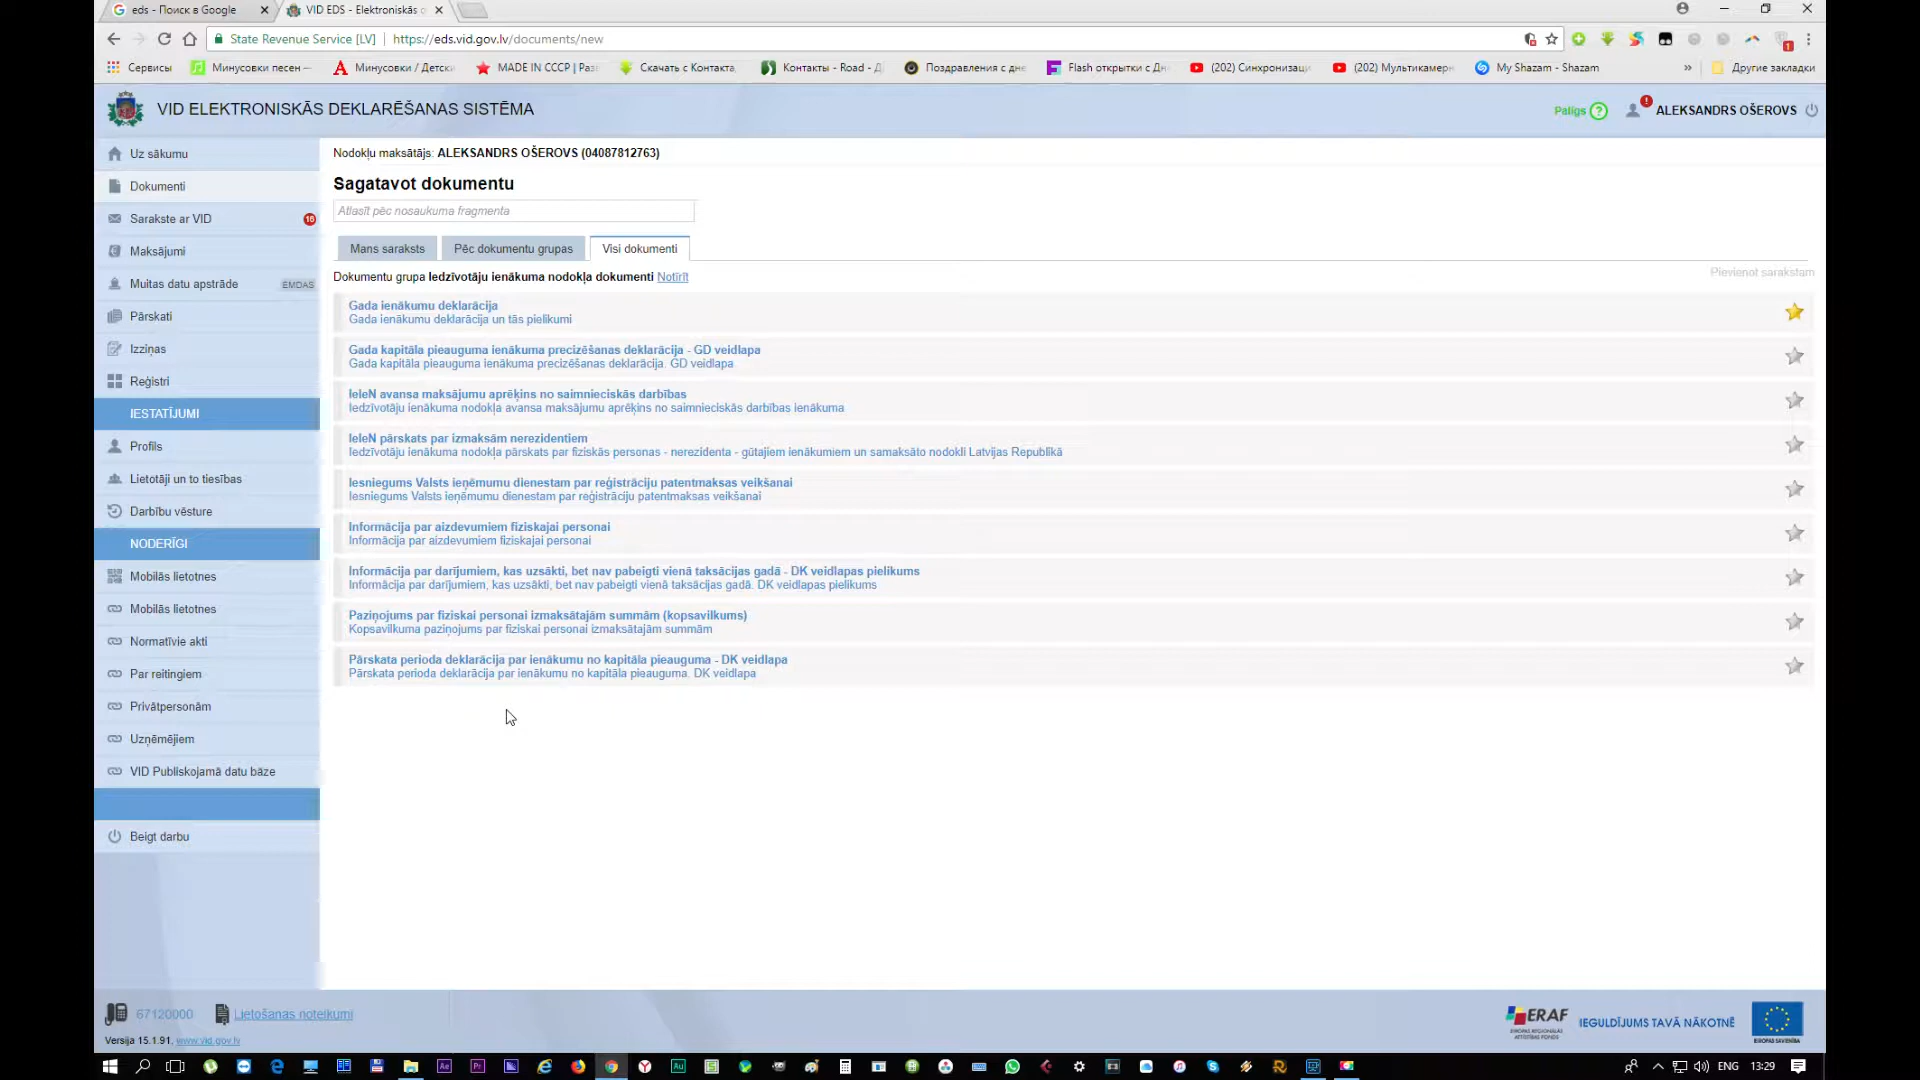 eds - Поиск в Google
VID EDS - Elektroniskās
State Revenue Service [LV]
https://eds.vid.gov.lv/documents/new
Сервисы
Минусовки песен –
Минусовки / Детски
MADE IN CCCP | Раз
Скачать с Контакта
Контакты - Road - Д
Поздравления с дне
Flash открытки с Дн
(202) Синхронизаци
(202) Мультикамерн
My Shazam - Shazam
»
Другие закладки
VID ELEKTRONISKĀS DEKLARĒŠANAS SISTĒMA
Palīgs
ALEKSANDRS OŠEROVS
Uz sākumu
Dokumenti
Sarakste ar VID
16
Maksājumi
Muitas datu apstrāde
EMDAS
Pārskati
Izziņas
Reģistri
IESTATĪJUMI
Profils
Lietotāji un to tiesības
Darbību vēsture
NODERĪGI
Mobilās lietotnes
Mobilās lietotnes
Normatīvie akti
Par reitingiem
Privātpersonām
Uzņēmējiem
VID Publiskojamā datu bāze
Beigt darbu
Nodokļu maksātājs: ALEKSANDRS OŠEROVS (04087812763)
Sagatavot dokumentu
Atlasīt pēc nosaukuma fragmenta
Mans saraksts
Pēc dokumentu grupas
Visi dokumenti
Dokumentu grupa Iedzīvotāju ienākuma nodokļa dokumenti Notīrīt
Pievienot sarakstam
Gada ienākumu deklarācija
Gada ienākumu deklarācija un tās pielikumi
Gada kapitāla pieauguma ienākuma precizēšanas deklarācija - GD veidlapa
Gada kapitāla pieauguma ienākuma precizēšanas deklarācija. GD veidlapa
IeIeN avansa maksājumu aprēķins no saimnieciskās darbības
Iedzīvotāju ienākuma nodokļa avansa maksājumu aprēķins no saimnieciskās darbības ienākuma
IeIeN pārskats par izmaksām nerezidentiem
Iedzīvotāju ienākuma nodokļa pārskats par fiziskās personas - nerezidenta - gūtajiem ienākumiem un samaksāto nodokli Latvijas Republikā
Iesniegums Valsts ieņēmumu dienestam par reģistrāciju patentmaksas veikšanai
Iesniegums Valsts ieņēmumu dienestam par reģistrāciju patentmaksas veikšanai
Informācija par aizdevumiem fiziskajai personai
Informācija par aizdevumiem fiziskajai personai
Informācija par darījumiem, kas uzsākti, bet nav pabeigti vienā taksācijas gadā - DK veidlapas pielikums
Informācija par darījumiem, kas uzsākti, bet nav pabeigti vienā taksācijas gadā. DK veidlapas pielikums
Paziņojums par fiziskai personai izmaksātajām summām (kopsavilkums)
Kopsavilkuma paziņojums par fiziskai personai izmaksātajām summām
Pārskata perioda deklarācija par ienākumu no kapitāla pieauguma - DK veidlapa
Pārskata perioda deklarācija par ienākumu no kapitāla pieauguma. DK veidlapa
67120000
Lietošanas noteikumi
Versija 15.1.91. www.vid.gov.lv
ERAF
EIROPAS REĢIONĀLAIS
ATTĪSTĪBAS FONDS
IEGULDĪJUMS TAVĀ NĀKOTNĒ
EIROPAS SAVIENĪBA
ENG
13:29